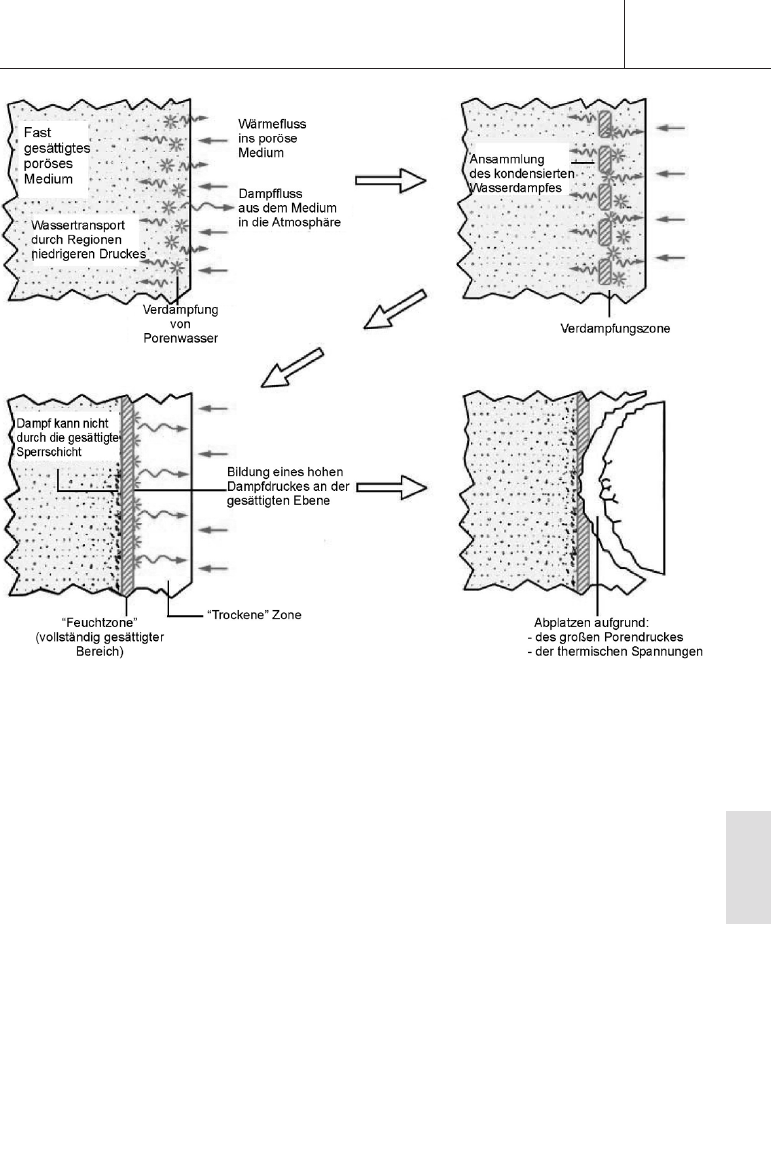 Fast
gesättigtes
poröses
Medium
Wassertransport
durch Regionen
niedrigeren Druckes
Wärmefluss
ins poröse
Medium
Dampffluss
aus dem Medium
in die Atmosphäre
Verdampfung
von
Porenwasser
Ansammlung
des kondensierten
Wasserdampfes
Verdampfungszone
Dampf kann nicht
durch die gesättigte
Sperrschicht
Bildung eines hohen
Dampfdruckes an der
gesättigten Ebene
“Feuchtzone”
(vollständig gesättigter
Bereich)
“Trockene” Zone
Abplatzen aufgrund:
- des großen Porendruckes
- der thermischen Spannungen